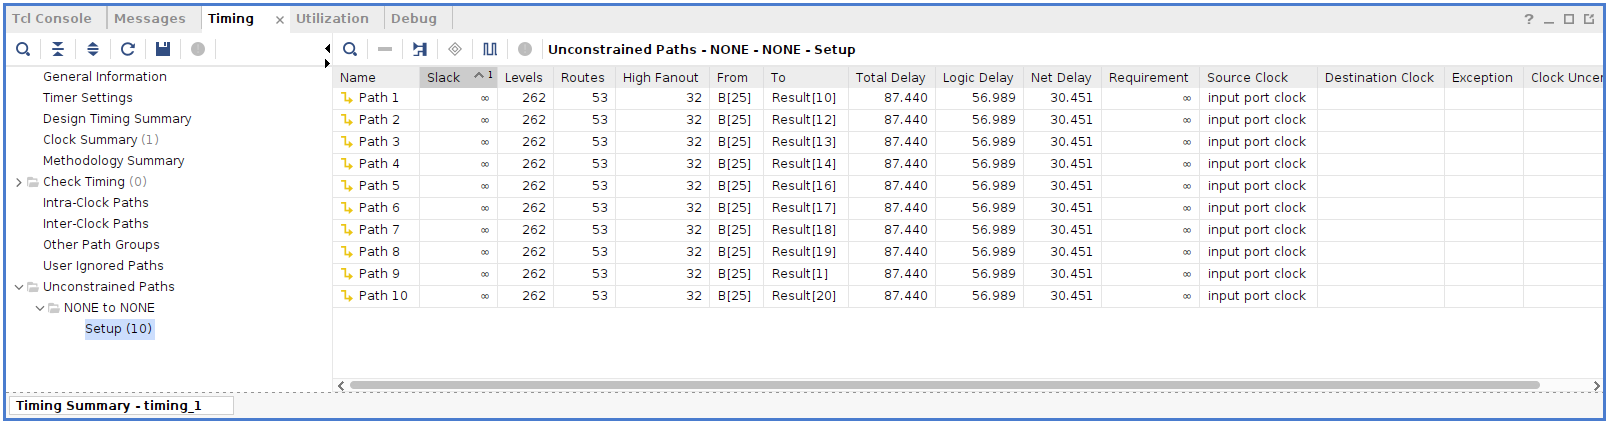 Tcl Console Messages Timing × Utilization Debug ? _
Unconstrained Paths - NONE - NONE - Setup
General Information
Timer Settings
Design Timing Summary
Clock Summary (1)
Methodology Summary
Check Timing (0)
Intra-Clock Paths
Inter-Clock Paths
Other Path Groups
User Ignored Paths
Unconstrained Paths
NONE to NONE
Setup (10)
Name Slack ^1 Levels Routes High Fanout From To Total Delay Logic Delay Net Delay Requirement Source Clock Destination Clock Exception Clock Uncer
Path 1 ∞ 262 53 32 B[25] Result[10] 87.440 56.989 30.451 ∞ input port clock
Path 2 ∞ 262 53 32 B[25] Result[12] 87.440 56.989 30.451 ∞ input port clock
Path 3 ∞ 262 53 32 B[25] Result[13] 87.440 56.989 30.451 ∞ input port clock
Path 4 ∞ 262 53 32 B[25] Result[14] 87.440 56.989 30.451 ∞ input port clock
Path 5 ∞ 262 53 32 B[25] Result[16] 87.440 56.989 30.451 ∞ input port clock
Path 6 ∞ 262 53 32 B[25] Result[17] 87.440 56.989 30.451 ∞ input port clock
Path 7 ∞ 262 53 32 B[25] Result[18] 87.440 56.989 30.451 ∞ input port clock
Path 8 ∞ 262 53 32 B[25] Result[19] 87.440 56.989 30.451 ∞ input port clock
Path 9 ∞ 262 53 32 B[25] Result[1] 87.440 56.989 30.451 ∞ input port clock
Path 10 ∞ 262 53 32 B[25] Result[20] 87.440 56.989 30.451 ∞ input port clock
Timing Summary - timing_1